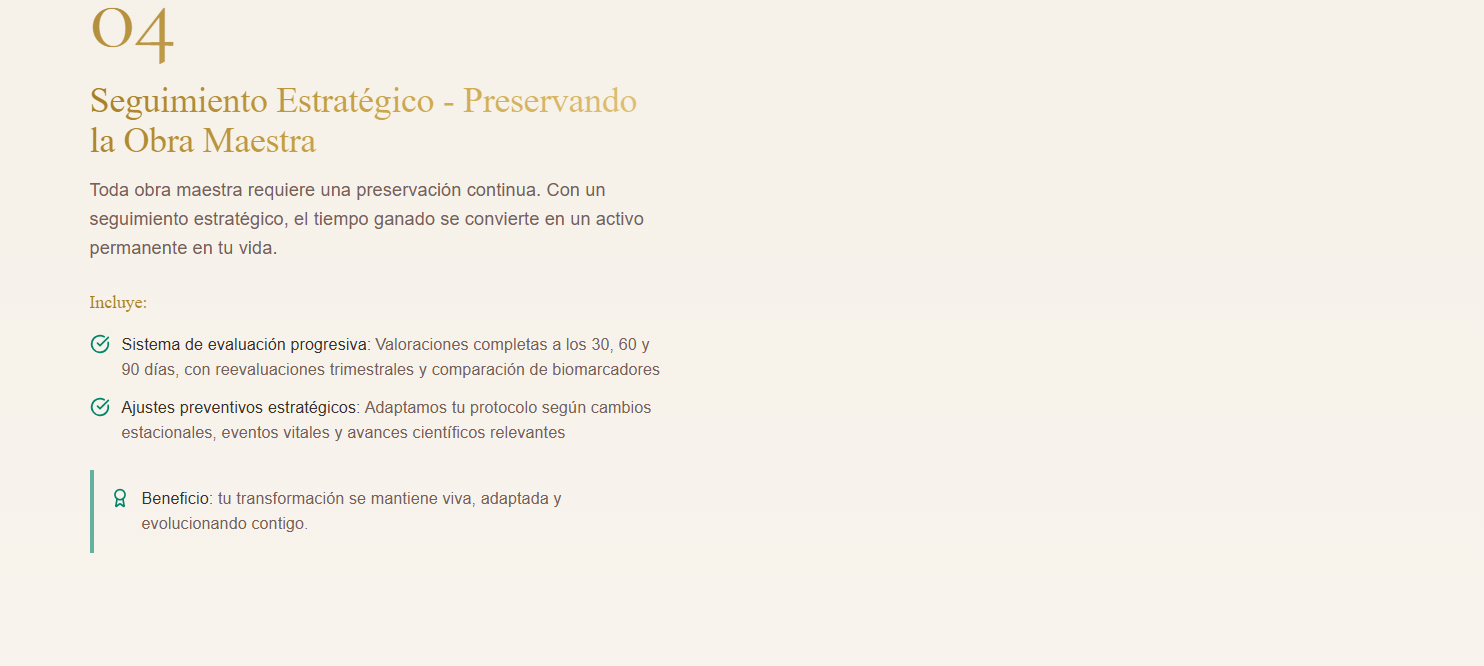 04
Seguimiento Estratégico - Preservando
la Obra Maestra
Toda obra maestra requiere una preservación continua. Con un
seguimiento estratégico, el tiempo ganado se convierte en un activo
permanente en tu vida.
Incluye:
Sistema de evaluación progresiva: Valoraciones completas a los 30, 60 y
90 días, con reevaluaciones trimestrales y comparación de biomarcadores
Ajustes preventivos estratégicos: Adaptamos tu protocolo según cambios
estacionales, eventos vitales y avances científicos relevantes
Beneficio: tu transformación se mantiene viva, adaptada y
evolucionando contigo.